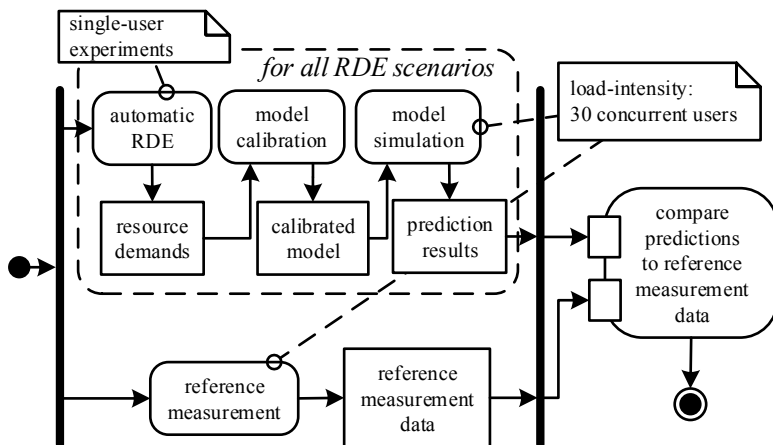 single-user
experiments
for all RDE scenarios
load-intensity:
30 concurrent users
automatic
RDE
model
calibration
model
simulation
resource
demands
calibrated
model
prediction
results
compare
predictions
to reference
measurement
data
reference
measurement
reference
measurement
data